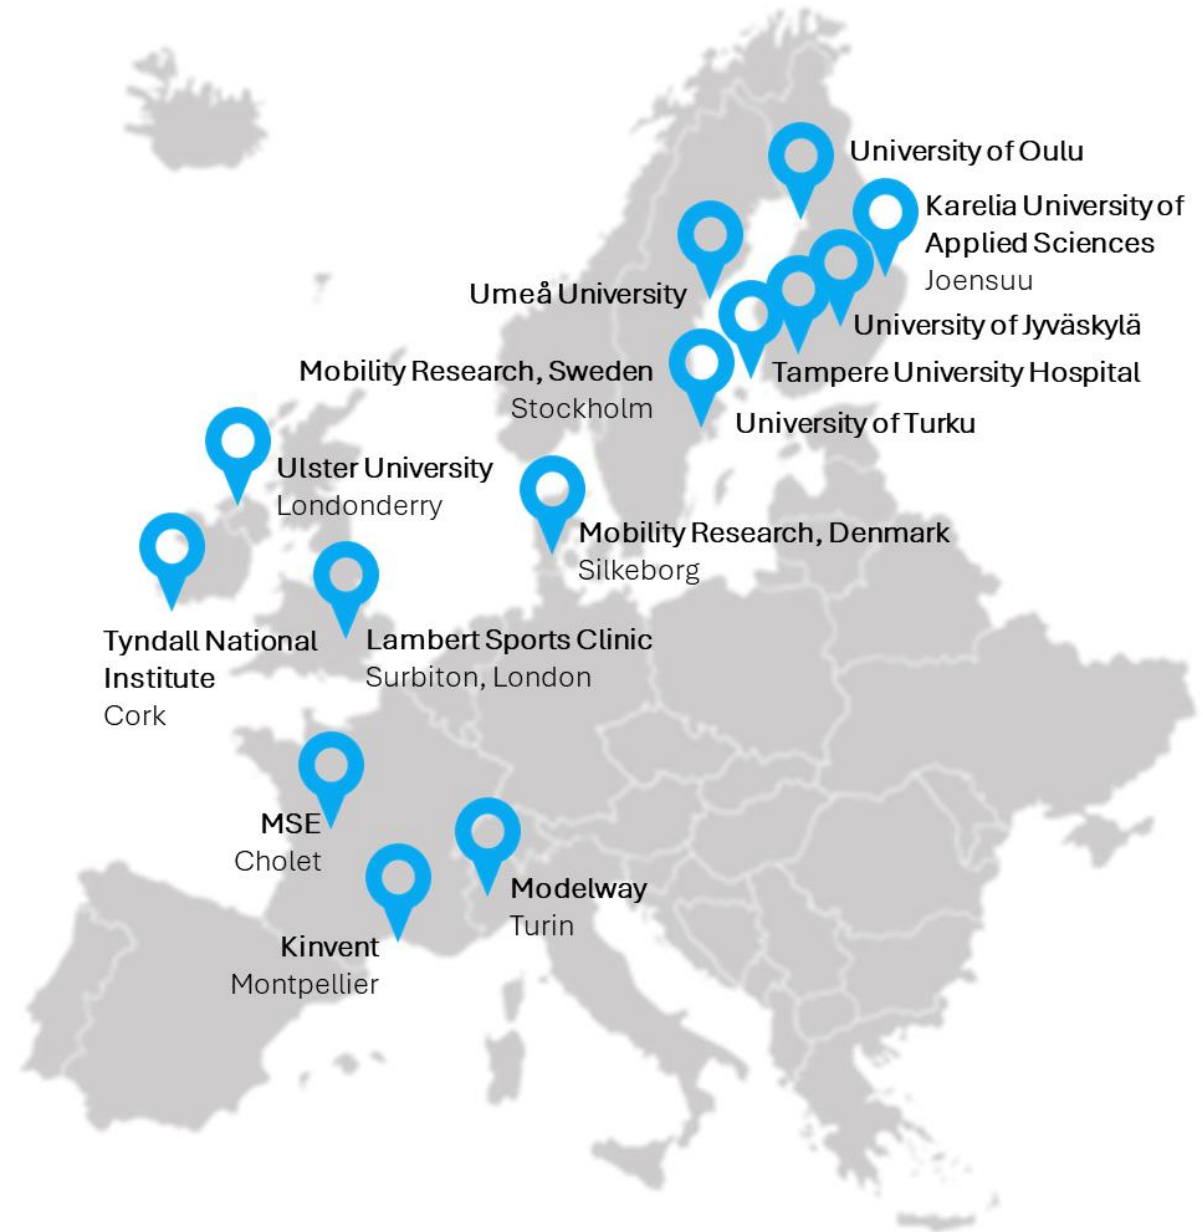 University of Oulu
Karelia University of
Applied Sciences
Joensuu
Umeå University
University of Jyväskylä
Mobility Research, Sweden
Stockholm
Tampere University Hospital
University of Turku
Ulster University
Londonderry
Mobility Research, Denmark
Silkeborg
Tyndall National
Institute
Cork
Lambert Sports Clinic
Surbiton, London
MSE
Cholet
Modelway
Turin
Kinvent
Montpellier